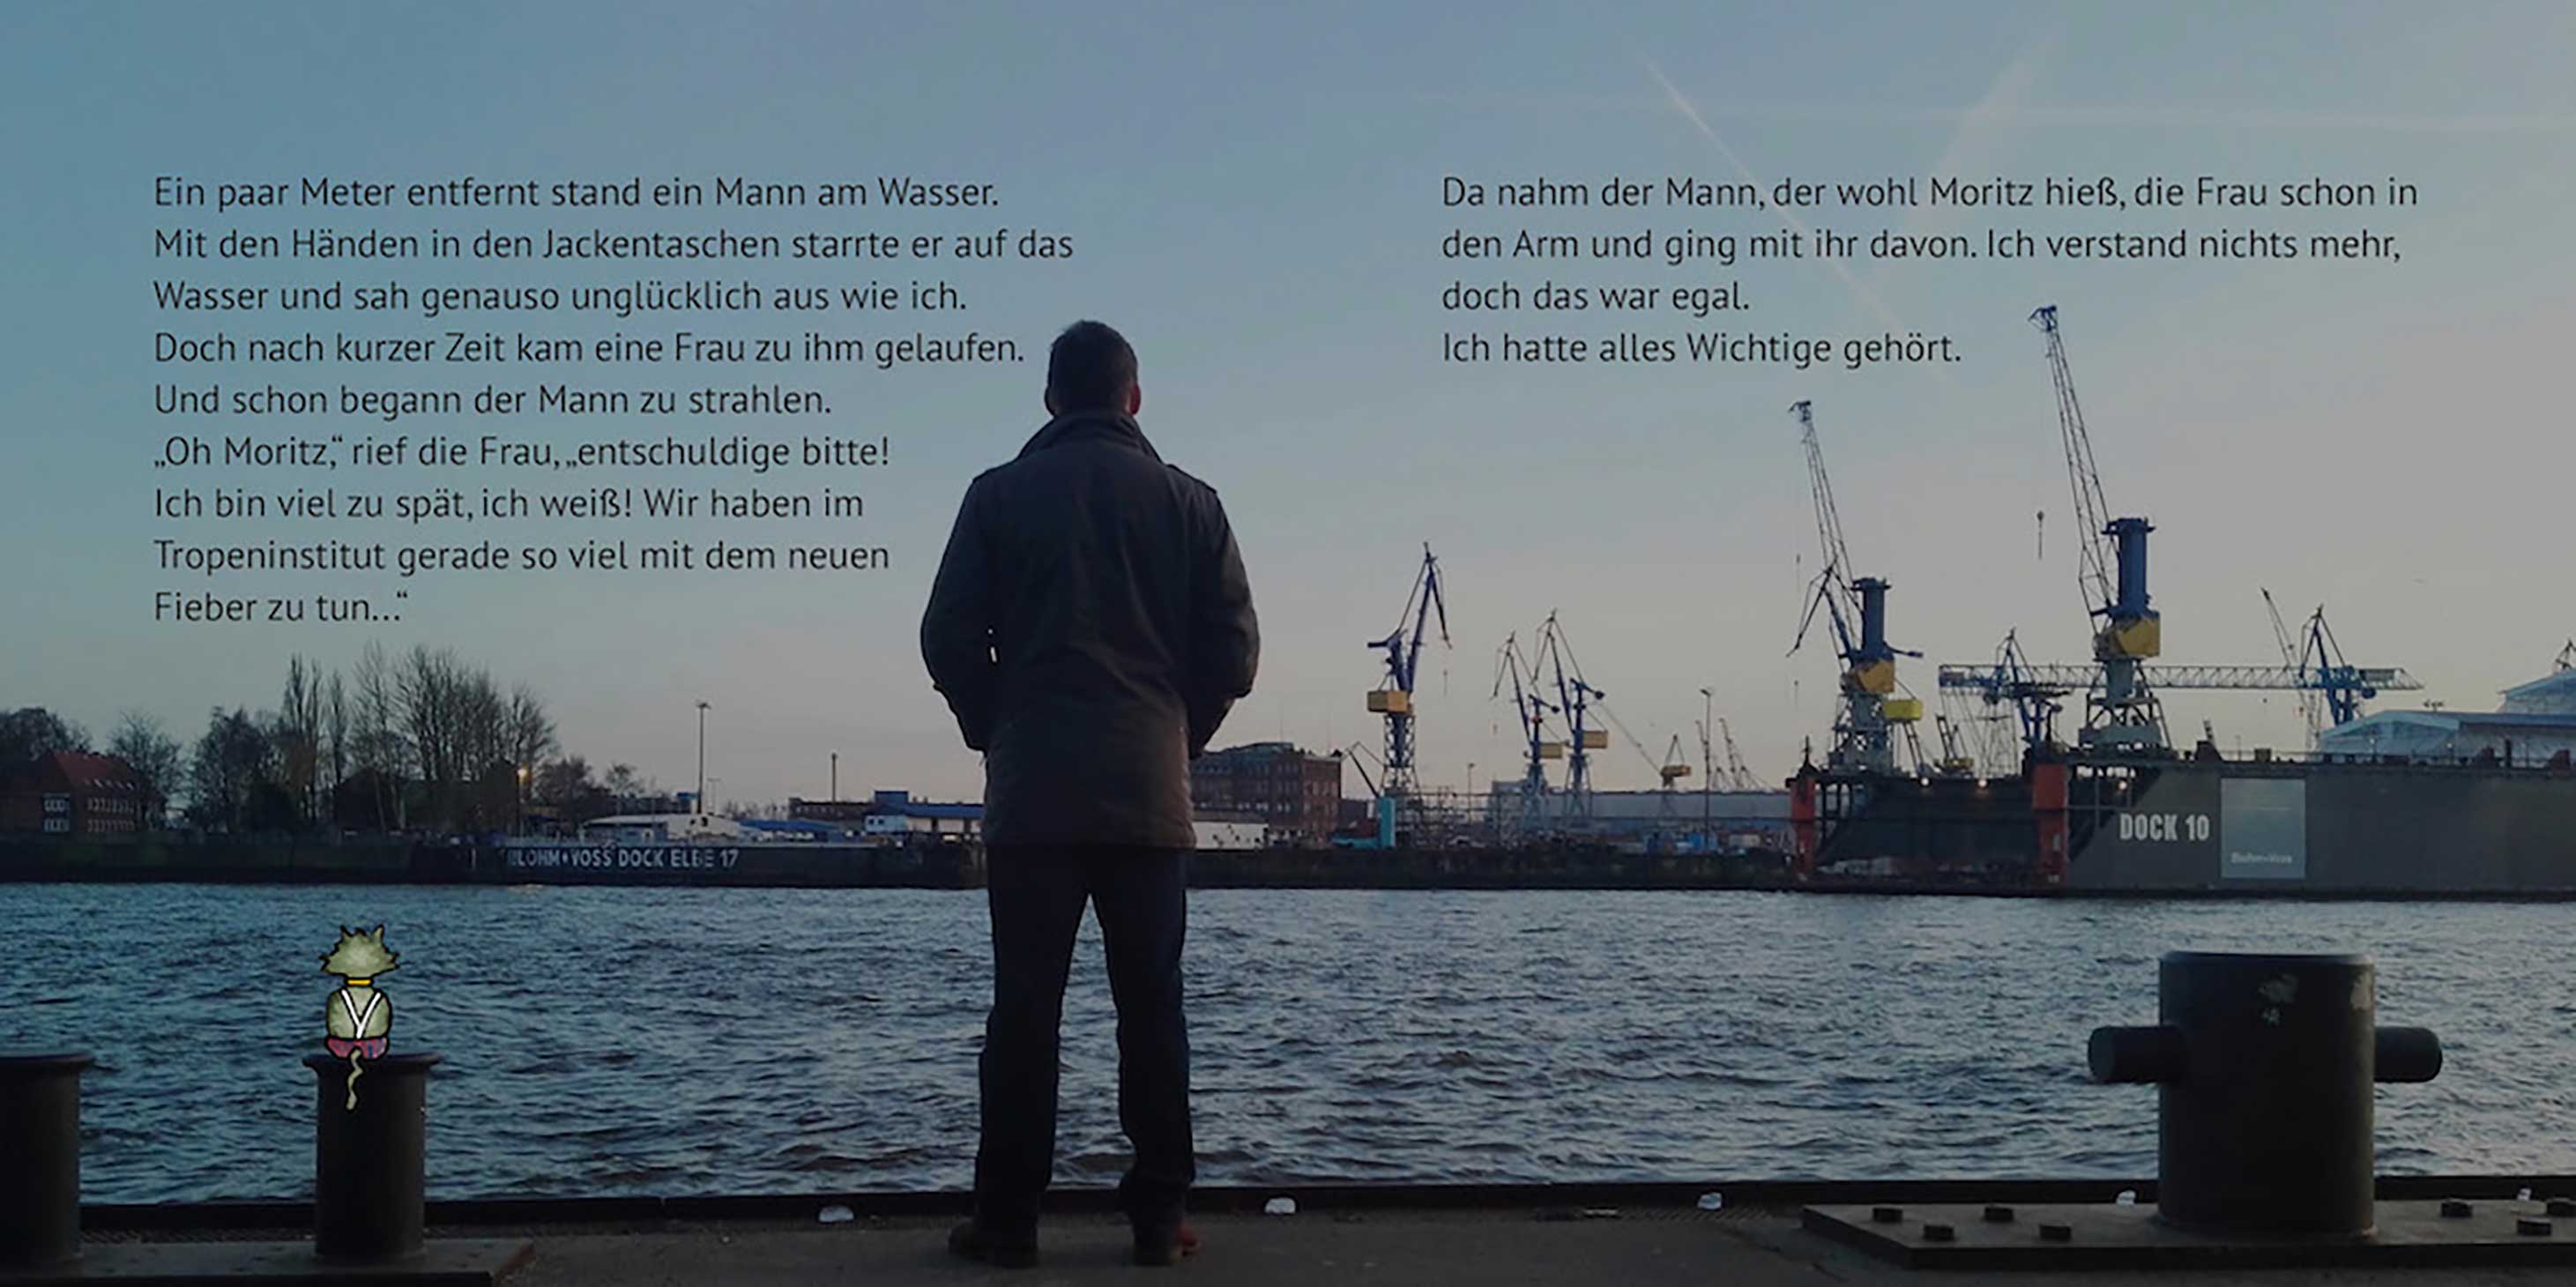 Ein paar Meter entfernt stand ein Mann am Wasser.
Mit den Händen in den Jackentaschen starrte er auf das
Wasser und sah genauso unglücklich aus wie ich.
Doch nach kurzer Zeit kam eine Frau zu ihm gelaufen.
Und schon begann der Mann zu strahlen.
„Oh Moritz,“ rief die Frau, „entschuldige bitte!
Ich bin viel zu spät, ich weiß! Wir haben im
Tropeninstitut gerade so viel mit dem neuen
Fieber zu tun...“
Da nahm der Mann, der wohl Moritz hieß, die Frau schon in
den Arm und ging mit ihr davon. Ich verstand nichts mehr,
doch das war egal.
Ich hatte alles Wichtige gehört.
BLOHM+VOSS DOCK ELBE 17
DOCK 10
Blohm+Voss